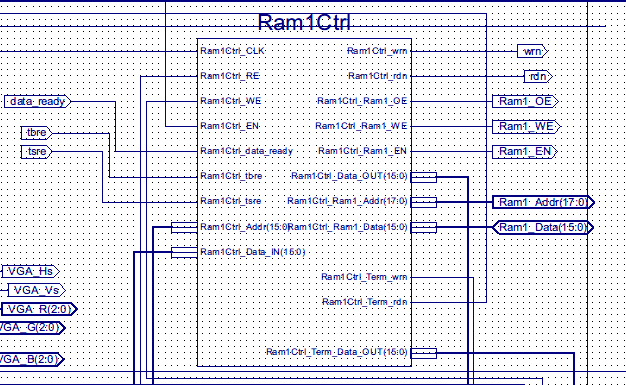 Ram1Ctrl
Ram1Ctrl_CLK
Ram1Ctrl_wrn
wrn
Ram1Ctrl_RE
Ram1Ctrl_rdn
rdn
data_ready
Ram1Ctrl_WE
Ram1Ctrl_Ram1_OE
Ram1_OE
tbre
Ram1Ctrl_EN
Ram1Ctrl_Ram1_WE
Ram1_WE
tsre
Ram1Ctrl_data_ready
Ram1Ctrl_Ram1_EN
Ram1_EN
Ram1Ctrl_tbre
Ram1Ctrl_Data_OUT(15:0)
Ram1Ctrl_tsre
Ram1Ctrl_Ram1_Addr(17:0)
Ram1_Addr(17:0)
Ram1Ctrl_Addr(15:0)
Ram1Ctrl_Ram1_Data(15:0)
Ram1_Data(15:0)
Ram1Ctrl_Data_IN(15:0)
VGA_Hs
Ram1Ctrl_Term_wrn
VGA_Vs
Ram1Ctrl_Term_rdn
VGA_R(2:0)
VGA_G(2:0)
Ram1Ctrl_Term_Data_OUT(15:0)
VGA_B(2:0)